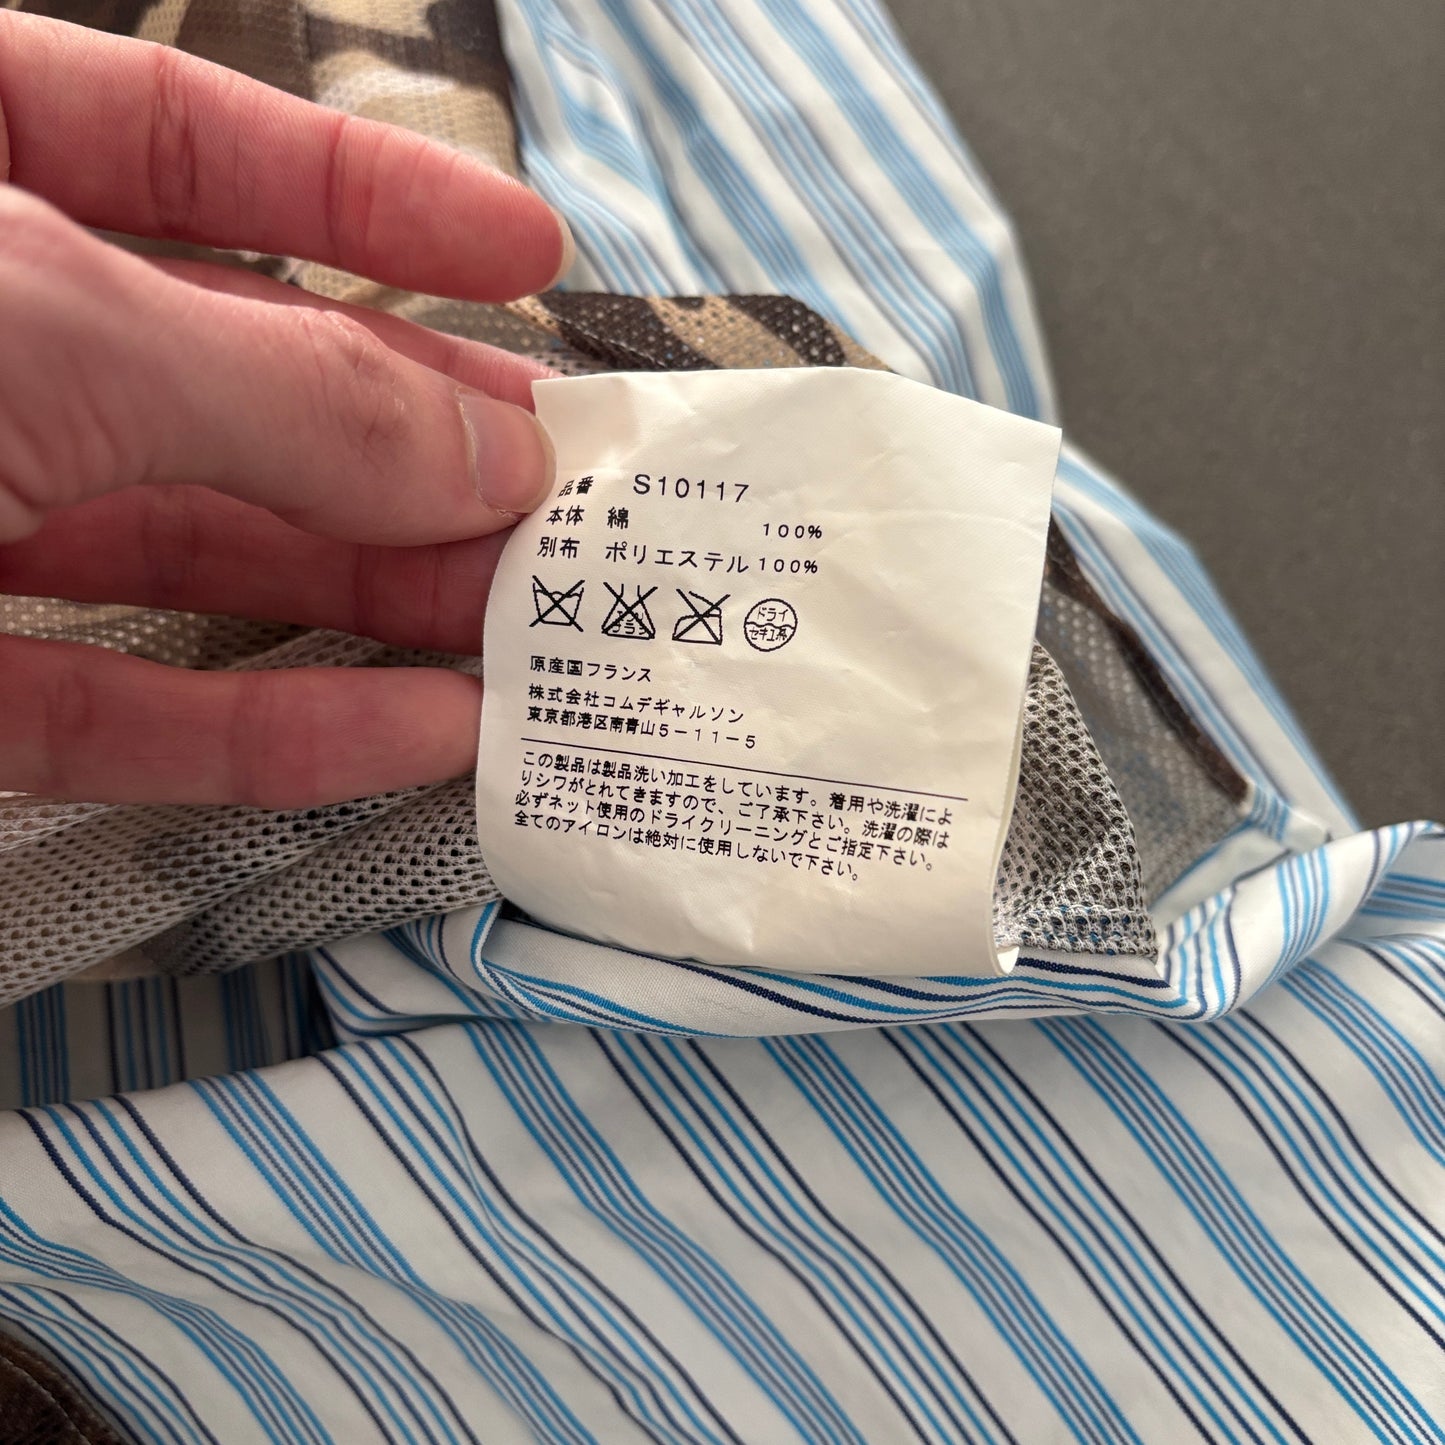 品番 S10117
本体 綿 100%
別布 ポリエステル 100%
エンソ
サラシ
ドライ
セキユ系
原産国フランス
株式会社コムデギャルソン
東京都港区南青山5-11-5
この製品は製品洗い加工をしています。着用や洗濯によ
りシワがとれてきますので、ご了承下さい。洗濯の際は
必ずネット使用のドライクリーニングとご指定下さい。
全てのアイロンは絶対に使用しないで下さい。